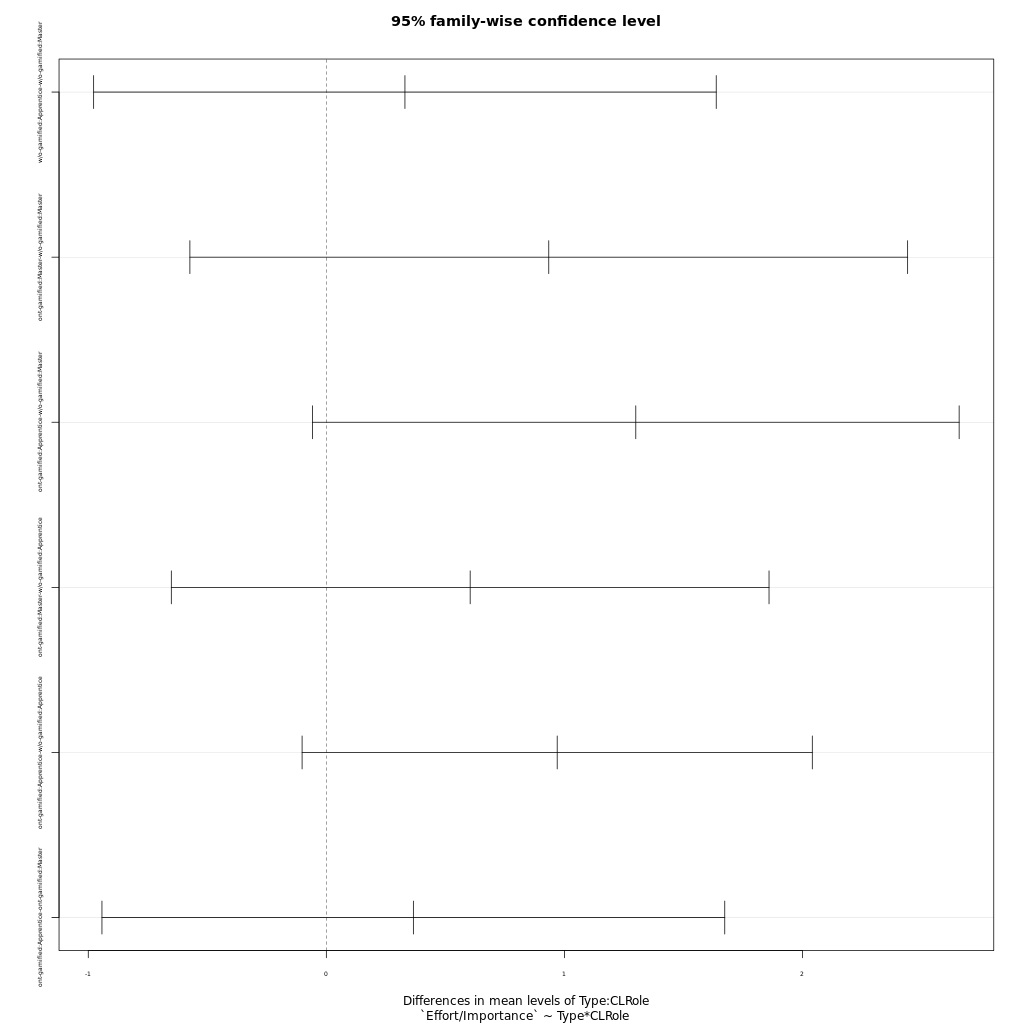 95% family-wise confidence level
w/o-gamified:Apprentice-w/o-gamified:Master
ont-gamified:Master-w/o-gamified:Master
ont-gamified:Apprentice-w/o-gamified:Master
ont-gamified:Master-w/o-gamified:Apprentice
ont-gamified:Apprentice-w/o-gamified:Apprentice
ont-gamified:Apprentice-ont-gamified:Master
-1 0 1 2
Differences in mean levels of Type:CLRole
`Effort/Importance` ~ Type*CLRole